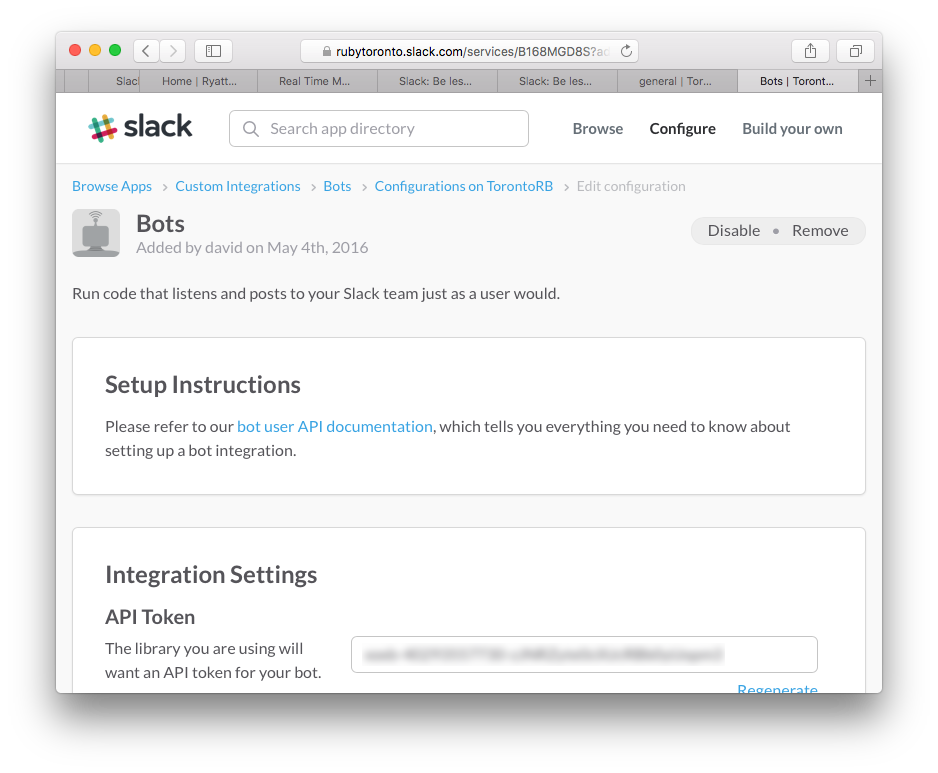 rubytoronto.slack.com/services/B168MGD8S?ad
Slacl
Home | Ryatt...
Real Time M...
Slack: Be les...
Slack: Be les...
general | Tor...
Bots | Toront...
slack
Search app directory
Browse
Configure
Build your own
Browse Apps > Custom Integrations > Bots > Configurations on TorontoRB > Edit configuration
Bots
Added by david on May 4th, 2016
Disable • Remove
Run code that listens and posts to your Slack team just as a user would.
Setup Instructions
Please refer to our bot user API documentation, which tells you everything you need to know about
setting up a bot integration.
Integration Settings
API Token
The library you are using will
want an API token for your bot.
Regenerate